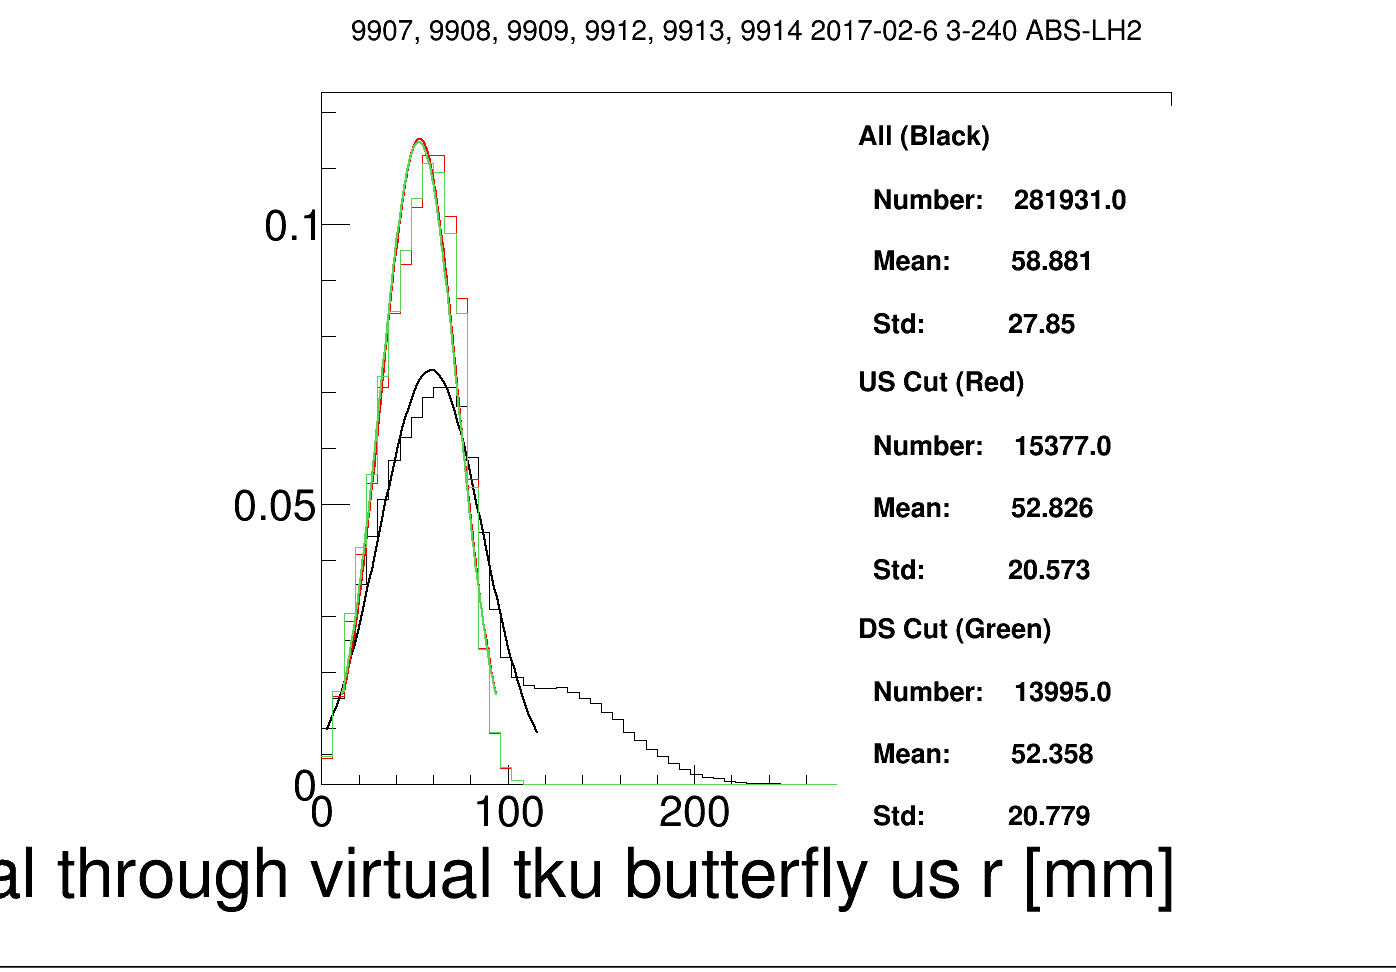 9907, 9908, 9909, 9912, 9913, 9914 2017-02-6 3-240 ABS-LH2
All (Black)
Number: 281931.0
Mean: 58.881
Std: 27.85
US Cut (Red)
Number: 15377.0
Mean: 52.826
Std: 20.573
DS Cut (Green)
Number: 13995.0
Mean: 52.358
Std: 20.779
0.1
0.05
0
0 100 200
al through virtual tku butterfly us r [mm]